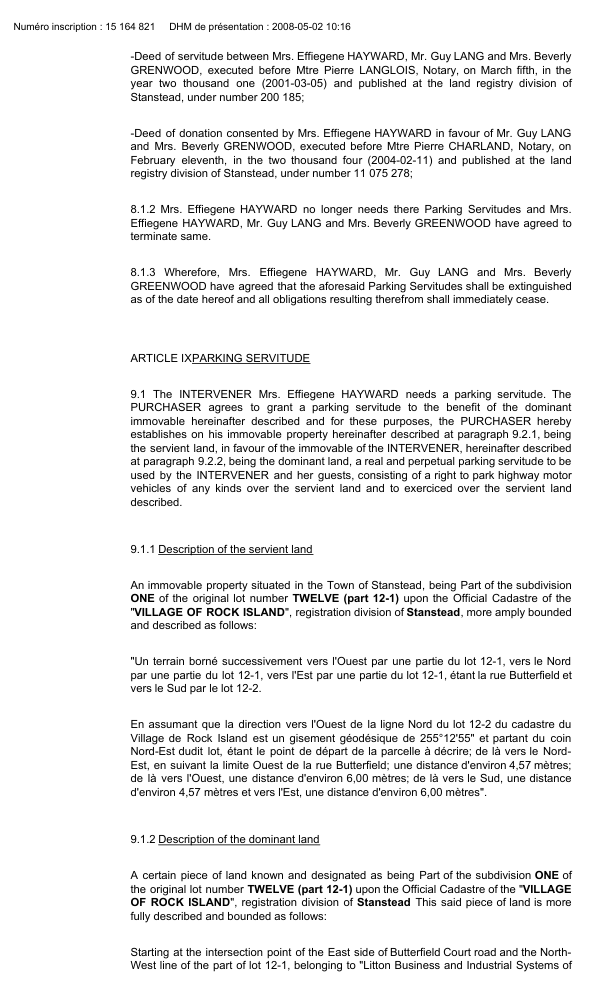 Numéro inscription : 15 164 821 DHM de présentation : 2008-05-02 10:16
-Deed of servitude between Mrs. Effiegene HAYWARD, Mr. Guy LANG and Mrs. Beverly
GRENWOOD, executed before Mtre Pierre LANGLOIS, Notary, on March fifth, in the
year two thousand one (2001-03-05) and published at the land registry division of
Stanstead, under number 200 185;
-Deed of donation consented by Mrs. Effiegene HAYWARD in favour of Mr. Guy LANG
and Mrs. Beverly GRENWOOD, executed before Mtre Pierre CHARLAND, Notary, on
February eleventh, in the two thousand four (2004-02-11) and published at the land
registry division of Stanstead, under number 11 075 278;
8.1.2 Mrs. Effiegene HAYWARD no longer needs there Parking Servitudes and Mrs.
Effiegene HAYWARD, Mr. Guy LANG and Mrs. Beverly GREENWOOD have agreed to
terminate same.
8.1.3 Wherefore, Mrs. Effiegene HAYWARD, Mr. Guy LANG and Mrs. Beverly
GREENWOOD have agreed that the aforesaid Parking Servitudes shall be extinguished
as of the date hereof and all obligations resulting therefrom shall immediately cease.
ARTICLE IXPARKING SERVITUDE
9.1 The INTERVENER Mrs. Effiegene HAYWARD needs a parking servitude. The
PURCHASER agrees to grant a parking servitude to the benefit of the dominant
immovable hereinafter described and for these purposes, the PURCHASER hereby
establishes on his immovable property hereinafter described at paragraph 9.2.1, being
the servient land, in favour of the immovable of the INTERVENER, hereinafter described
at paragraph 9.2.2, being the dominant land, a real and perpetual parking servitude to be
used by the INTERVENER and her guests, consisting of a right to park highway motor
vehicles of any kinds over the servient land and to exerciced over the servient land
described.
9.1.1 Description of the servient land
An immovable property situated in the Town of Stanstead, being Part of the subdivision
ONE of the original lot number TWELVE (part 12-1) upon the Official Cadastre of the
"VILLAGE OF ROCK ISLAND", registration division of Stanstead, more amply bounded
and described as follows:
"Un terrain borné successivement vers l'Ouest par une partie du lot 12-1, vers le Nord
par une partie du lot 12-1, vers l'Est par une partie du lot 12-1, étant la rue Butterfield et
vers le Sud par le lot 12-2.
En assumant que la direction vers l'Ouest de la ligne Nord du lot 12-2 du cadastre du
Village de Rock Island est un gisement géodésique de 255°12'55" et partant du coin
Nord-Est dudit lot, étant le point de départ de la parcelle à décrire; de là vers le Nord-
Est, en suivant la limite Ouest de la rue Butterfield; une distance d'environ 4,57 mètres;
de là vers l'Ouest, une distance d'environ 6,00 mètres; de là vers le Sud, une distance
d'environ 4,57 mètres et vers l'Est, une distance d'environ 6,00 mètres".
9.1.2 Description of the dominant land
A certain piece of land known and designated as being Part of the subdivision ONE of
the original lot number TWELVE (part 12-1) upon the Official Cadastre of the "VILLAGE
OF ROCK ISLAND", registration division of Stanstead This said piece of land is more
fully described and bounded as follows:
Starting at the intersection point of the East side of Butterfield Court road and the North-
West line of the part of lot 12-1, belonging to "Litton Business and Industrial Systems of